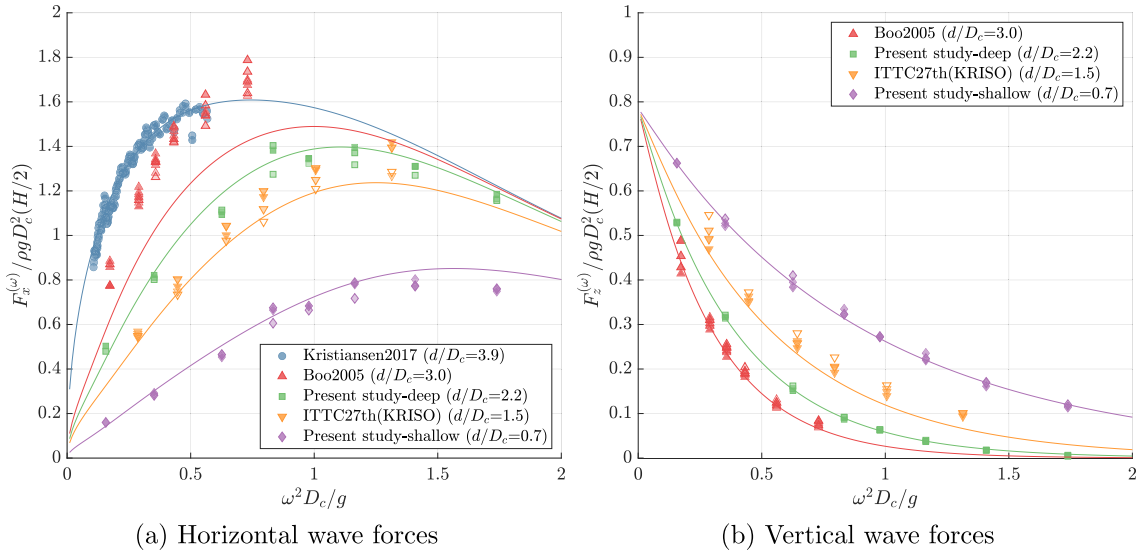 2
1.8
1.6
1.4
1.2
1
0.8
0.6
0.4
0.2
0
0 0.5 1 1.5 2
F_x^{(ω)}/ρgD_c^2(H/2)
ω^2D_c/g
Kristiansen2017 (d/D_c=3.9)
Boo2005 (d/D_c=3.0)
Present study-deep (d/D_c=2.2)
ITTC27th(KRISO) (d/D_c=1.5)
Present study-shallow (d/D_c=0.7)
(a) Horizontal wave forces
1
0.9
0.8
0.7
0.6
0.5
0.4
0.3
0.2
0.1
0
0 0.5 1 1.5 2
F_z^{(ω)}/ρgD_c^2(H/2)
ω^2D_c/g
Boo2005 (d/D_c=3.0)
Present study-deep (d/D_c=2.2)
ITTC27th(KRISO) (d/D_c=1.5)
Present study-shallow (d/D_c=0.7)
(b) Vertical wave forces